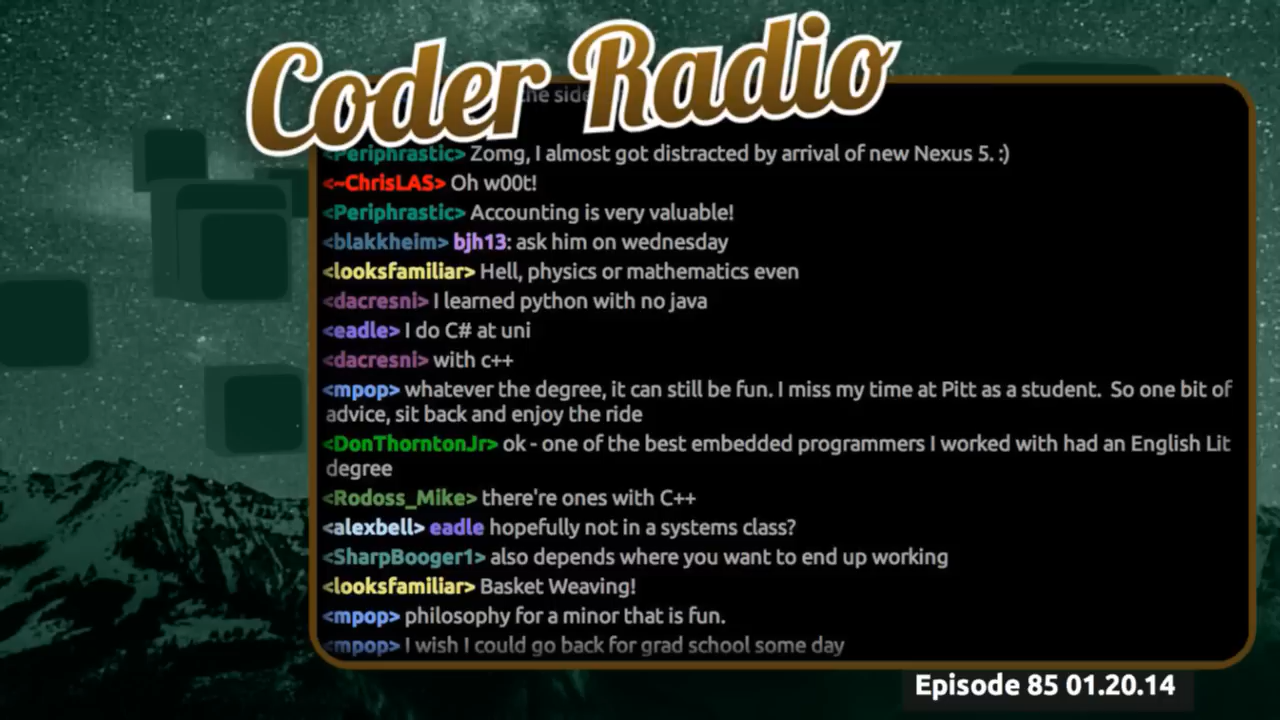 Coder Radio
the side
<Periphrastic> Zomg, I almost got distracted by arrival of new Nexus 5. :)
<~ChrisLAS> Oh w00t!
<Periphrastic> Accounting is very valuable!
<blakkheim> bjh13: ask him on wednesday
<looksfamiliar> Hell, physics or mathematics even
<dacresni> I learned python with no java
<eadle> I do C# at uni
<dacresni> with c++
<mpop> whatever the degree, it can still be fun. I miss my time at Pitt as a student.  So one bit of
advice, sit back and enjoy the ride
<DonThorntonJr> ok - one of the best embedded programmers I worked with had an English Lit
degree
<Rodoss_Mike> there're ones with C++
<alexbell> eadle hopefully not in a systems class?
<SharpBooger1> also depends where you want to end up working
<looksfamiliar> Basket Weaving!
<mpop> philosophy for a minor that is fun.
<mpop> I wish I could go back for grad school some day
Episode 85 01.20.14